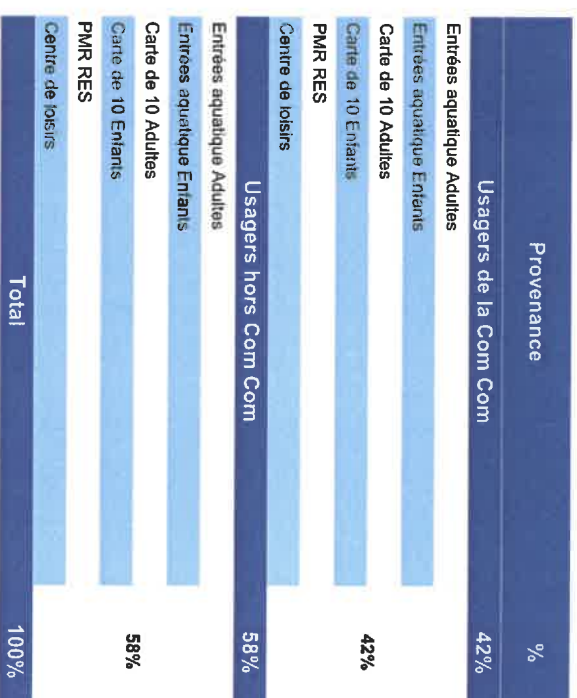 Provenance %
Usagers de la Com Com 42%
Entrées aquatique Adultes
Entrées aquatique Enfants
Carte de 10 Adultes
Carte de 10 Enfants
42%
PMR RES
Centre de loisirs
Usagers hors Com Com 58%
Entrées aquatique Adultes
Entrées aquatique Enfants
Carte de 10 Adultes
Carte de 10 Enfants
58%
PMR RES
Centre de loisirs
Total 100%